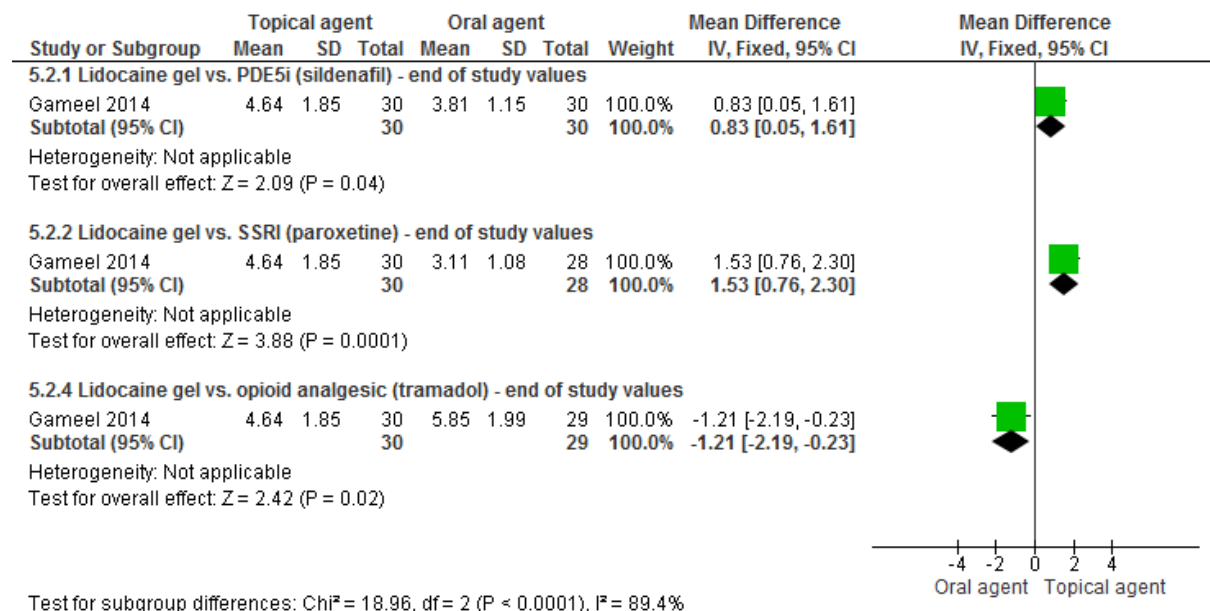 Topical agent Oral agent Mean Difference Mean Difference
Study or Subgroup Mean SD Total Mean SD Total Weight IV, Fixed, 95% CI IV, Fixed, 95% CI
5.2.1 Lidocaine gel vs. PDE5i (sildenafil) - end of study values
Gameel 2014 4.64 1.85 30 3.81 1.15 30 100.0% 0.83 [0.05, 1.61]
Subtotal (95% CI) 30 30 100.0% 0.83 [0.05, 1.61]
Heterogeneity: Not applicable
Test for overall effect: Z = 2.09 (P = 0.04)
5.2.2 Lidocaine gel vs. SSRI (paroxetine) - end of study values
Gameel 2014 4.64 1.85 30 3.11 1.08 28 100.0% 1.53 [0.76, 2.30]
Subtotal (95% CI) 30 28 100.0% 1.53 [0.76, 2.30]
Heterogeneity: Not applicable
Test for overall effect: Z = 3.88 (P = 0.0001)
5.2.4 Lidocaine gel vs. opioid analgesic (tramadol) - end of study values
Gameel 2014 4.64 1.85 30 5.85 1.99 29 100.0% -1.21 [-2.19, -0.23]
Subtotal (95% CI) 30 29 100.0% -1.21 [-2.19, -0.23]
Heterogeneity: Not applicable
Test for overall effect: Z = 2.42 (P = 0.02)
-4 -2 0 2 4
Oral agent Topical agent
Test for subgroup differences: Chi² = 18.96, df = 2 (P < 0.0001), I² = 89.4%